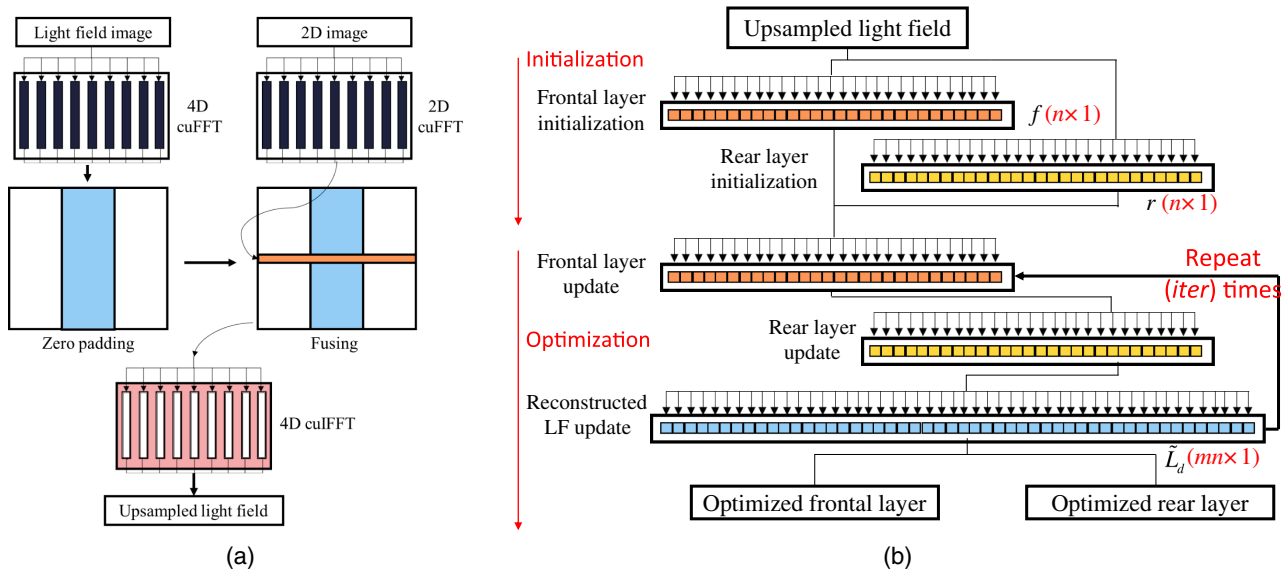 Light field image
2D image
4D
cuFFT
2D
cuFFT
Zero padding
Fusing
4D cuIFFT
Upsampled light field
(a)
Upsampled light field
Initialization
Frontal layer
initialization
f (n× 1)
Rear layer
initialization
r (n× 1)
Frontal layer
update
Repeat
(iter) times
Rear layer
update
Optimization
Reconstructed
LF update
L̃_d (mn× 1)
Optimized frontal layer
Optimized rear layer
(b)